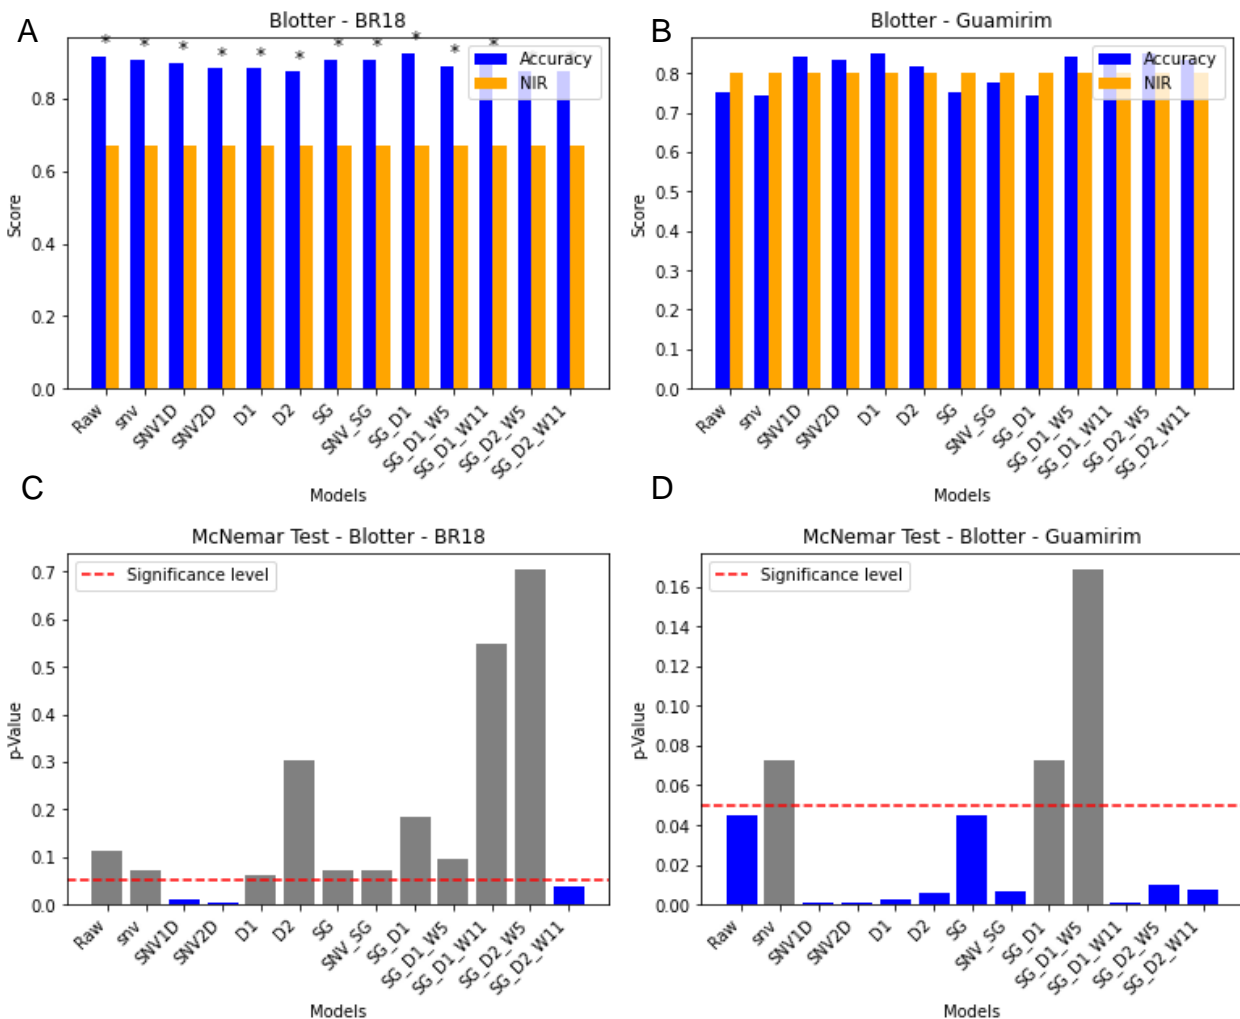 A
Blotter - BR18
* * * * * * * * * * *
Accuracy
NIR
0.8
0.6
0.4
0.2
0.0
Score
Raw
snv
SNV1D
SNV2D
D1
D2
SG
SNV_SG
SG_D1
SG_D1_W5
SG_D1_W11
SG_D2_W5
SG_D2_W11
Models
B
Blotter - Guamirim
Accuracy
NIR
0.8
0.7
0.6
0.5
0.4
0.3
0.2
0.1
0.0
Score
Raw
snv
SNV1D
SNV2D
D1
D2
SG
SNV_SG
SG_D1
SG_D1_W5
SG_D1_W11
SG_D2_W5
SG_D2_W11
Models
C
McNemar Test - Blotter - BR18
Significance level
0.7
0.6
0.5
0.4
0.3
0.2
0.1
0.0
p-Value
Raw
snv
SNV1D
SNV2D
D1
D2
SG
SNV_SG
SG_D1
SG_D1_W5
SG_D1_W11
SG_D2_W5
SG_D2_W11
Models
D
McNemar Test - Blotter - Guamirim
Significance level
0.16
0.14
0.12
0.10
0.08
0.06
0.04
0.02
0.00
p-Value
Raw
snv
SNV1D
SNV2D
D1
D2
SG
SNV_SG
SG_D1
SG_D1_W5
SG_D1_W11
SG_D2_W5
SG_D2_W11
Models